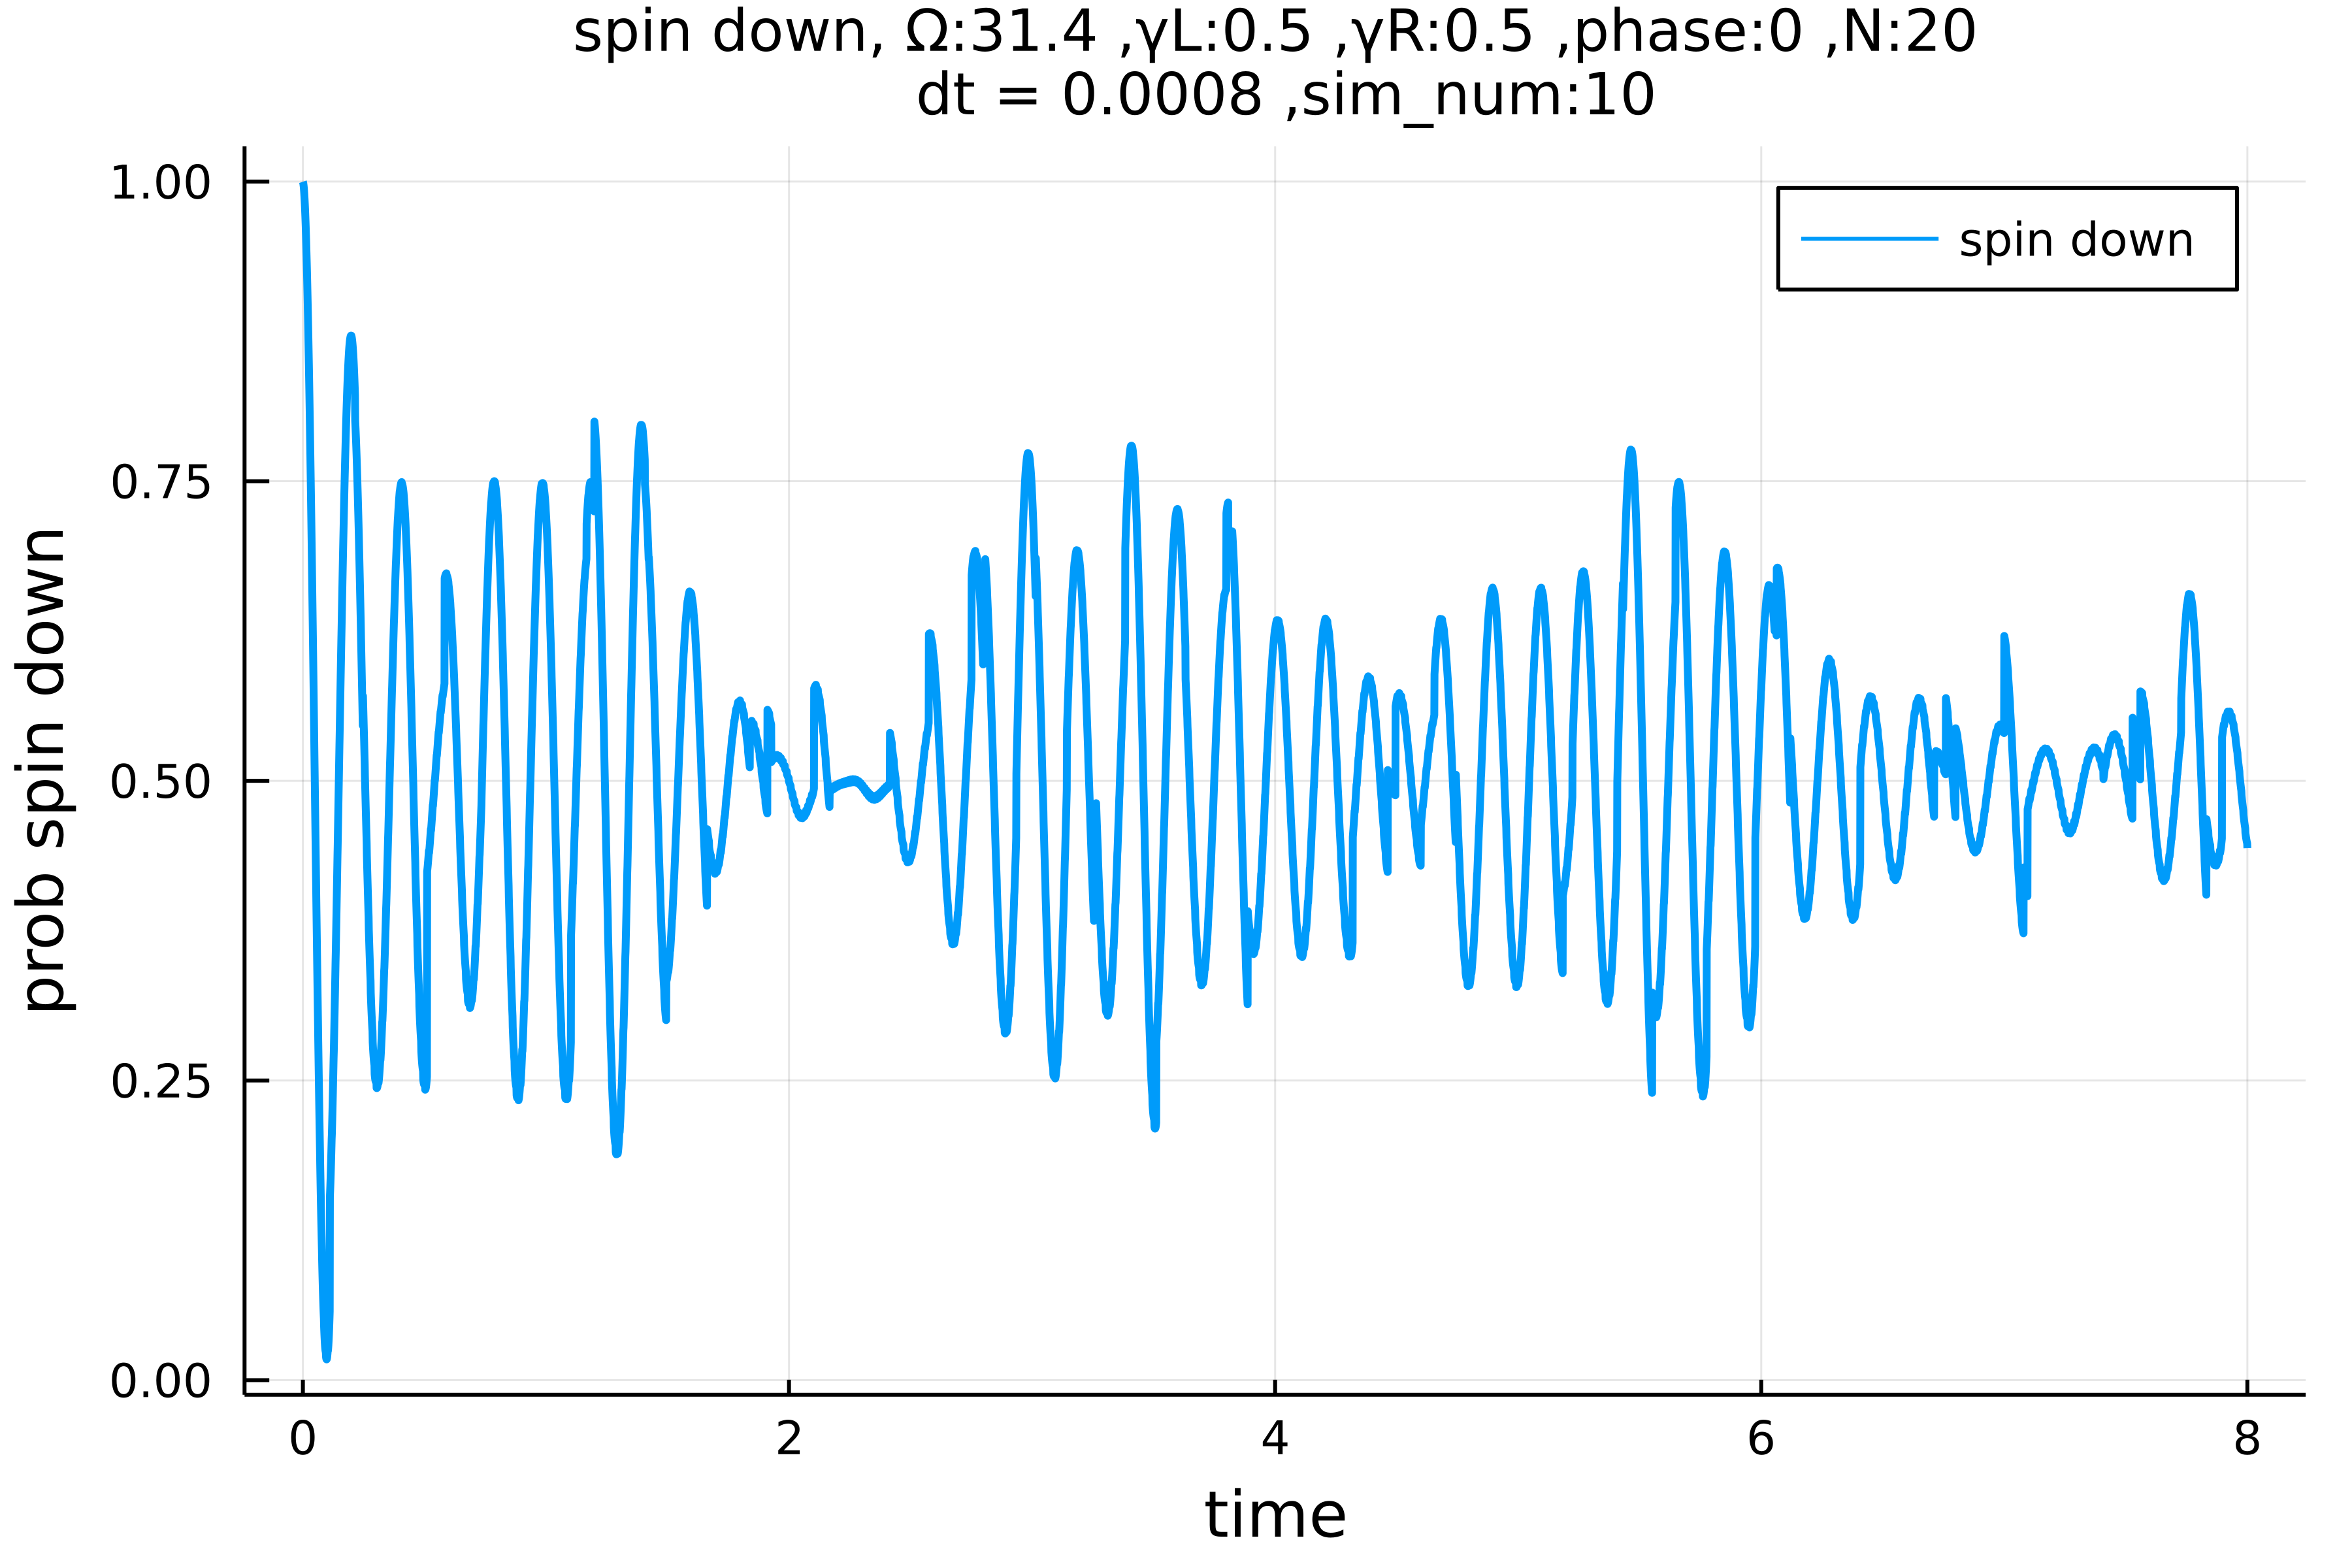 spin down, Ω:31.4 ,γL:0.5 ,γR:0.5 ,phase:0 ,N:20
dt = 0.0008 ,sim_num:10
spin down
prob spin down
1.00
0.75
0.50
0.25
0.00
0 2 4 6 8
time